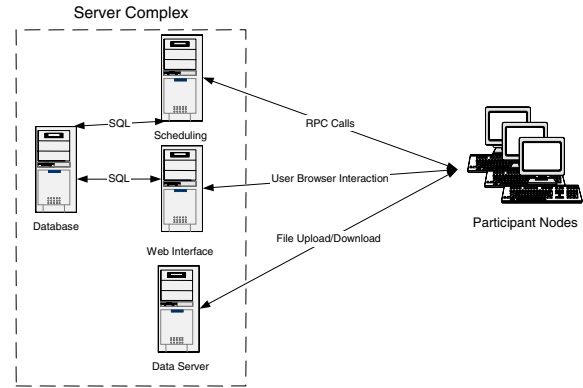 Server Complex
SQL
Scheduling
RPC Calls
SQL
User Browser Interaction
Database
Participant Nodes
Web Interface
File Upload/Download
Data Server